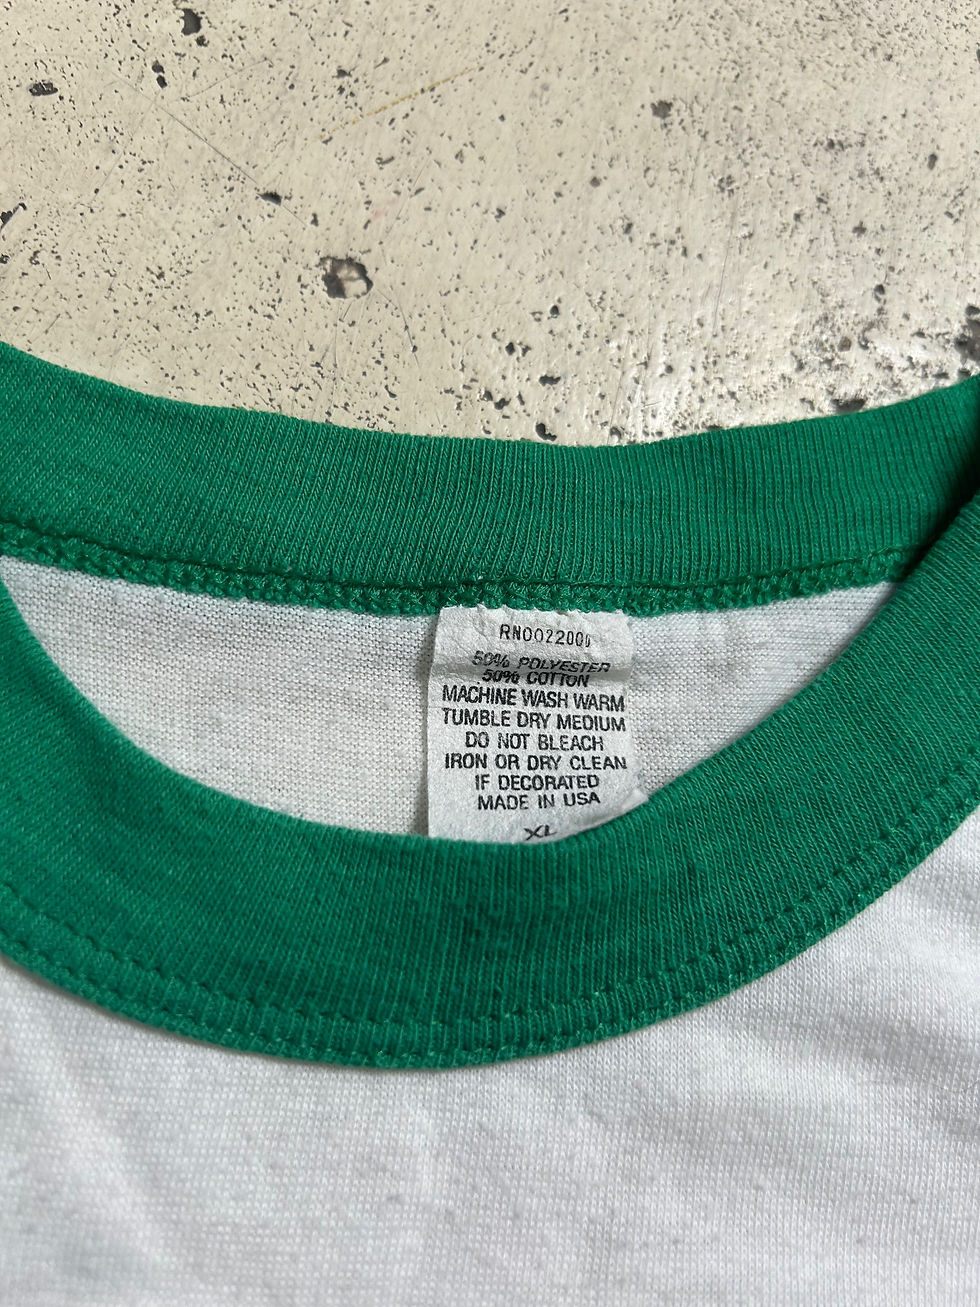 RN0022000
50% POLYESTER
50% COTTON
MACHINE WASH WARM
TUMBLE DRY MEDIUM
DO NOT BLEACH
IRON OR DRY CLEAN
IF DECORATED
MADE IN USA
XL